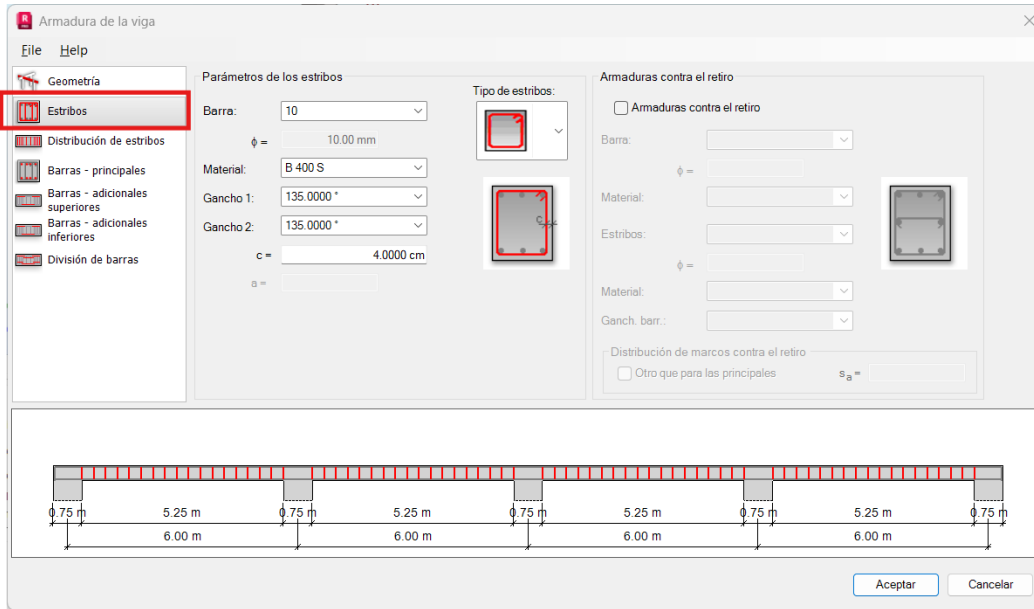 Armadura de la viga
File Help
Geometría
Estribos
Distribución de estribos
Barras - principales
Barras - adicionales
superiores
Barras - adicionales
inferiores
División de barras
Parámetros de los estribos
Barra: 10
ϕ = 10.00 mm
Material: B 400 S
Gancho 1: 135.0000 °
Gancho 2: 135.0000 °
c = 4.0000 cm
a =
Tipo de estribos:
c
Armaduras contra el retiro
Armaduras contra el retiro
Barra:
ϕ =
Material:
Estribos:
ϕ =
Material:
Ganch. barr.:
Distribución de marcos contra el retiro
Otro que para las principales sa =
0.75 m 5.25 m 0.75 m 5.25 m 0.75 m 5.25 m 0.75 m 5.25 m 0.75 m
6.00 m 6.00 m 6.00 m 6.00 m
Aceptar Cancelar